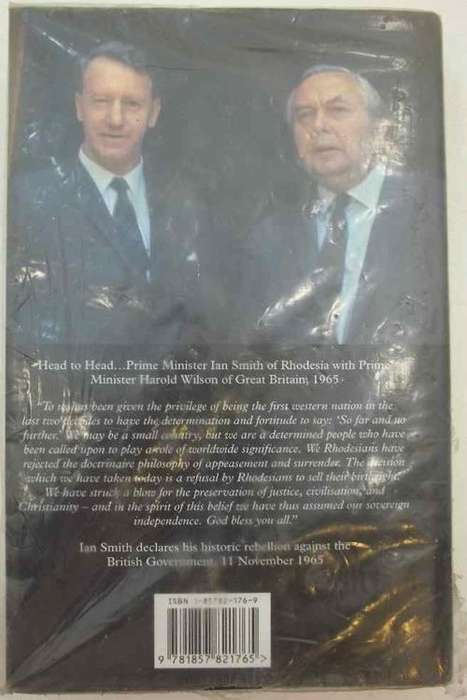 Head to Head...Prime Minister Ian Smith of Rhodesia with Prime
Minister Harold Wilson of Great Britain, 1965
"To us has been given the privilege of being the first western nation in the
last two decades to have the determination and fortitude to say: 'So far and no
further.' We may be a small country, but we are a determined people who have
been called upon to play a role of worldwide significance. We Rhodesians have
rejected the doctrinaire philosophy of appeasement and surrender. The decision
which we have taken today is a refusal by Rhodesians to sell their birthright.
We have struck a blow for the preservation of justice, civilisation, and
Christianity – and in the spirit of this belief we have thus assumed our sovereign
independence. God bless you all."
Ian Smith declares his historic rebellion against the
British Government, 11 November 1965
ISBN 1-85782-176-9
9 781857 821765 >